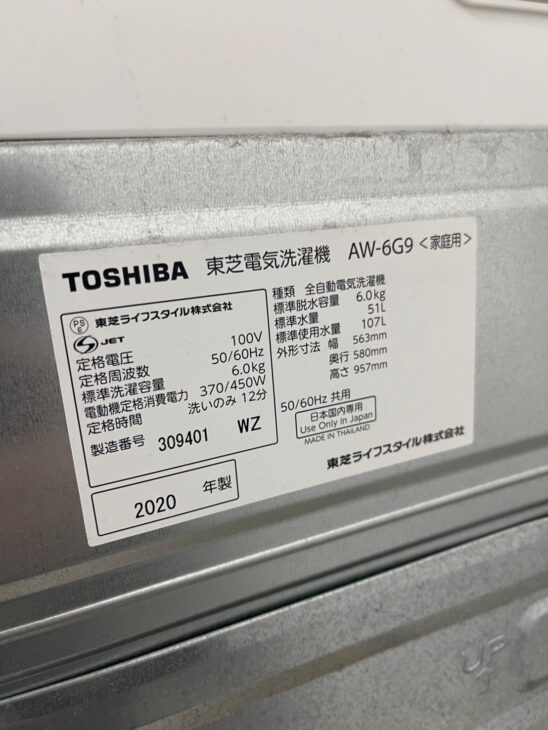 TOSHIBA 東芝電気洗濯機 AW-6G9 <家庭用>
PS
E
東芝ライフスタイル株式会社
JET
定格電圧 100V
定格周波数 50/60Hz
標準洗濯容量 6.0kg
電動機定格消費電力 370/450W
定格時間 洗いのみ 12分
製造番号 309401 WZ
2020 年製
種類 全自動電気洗濯機
標準脱水容量 6.0kg
標準水量 51L
標準使用水量 107L
外形寸法 幅 563mm
奥行 580mm
高さ 957mm
50/60Hz 共用
日本国内専用
Use Only in Japan
MADE IN THAILAND
東芝ライフスタイル株式会社